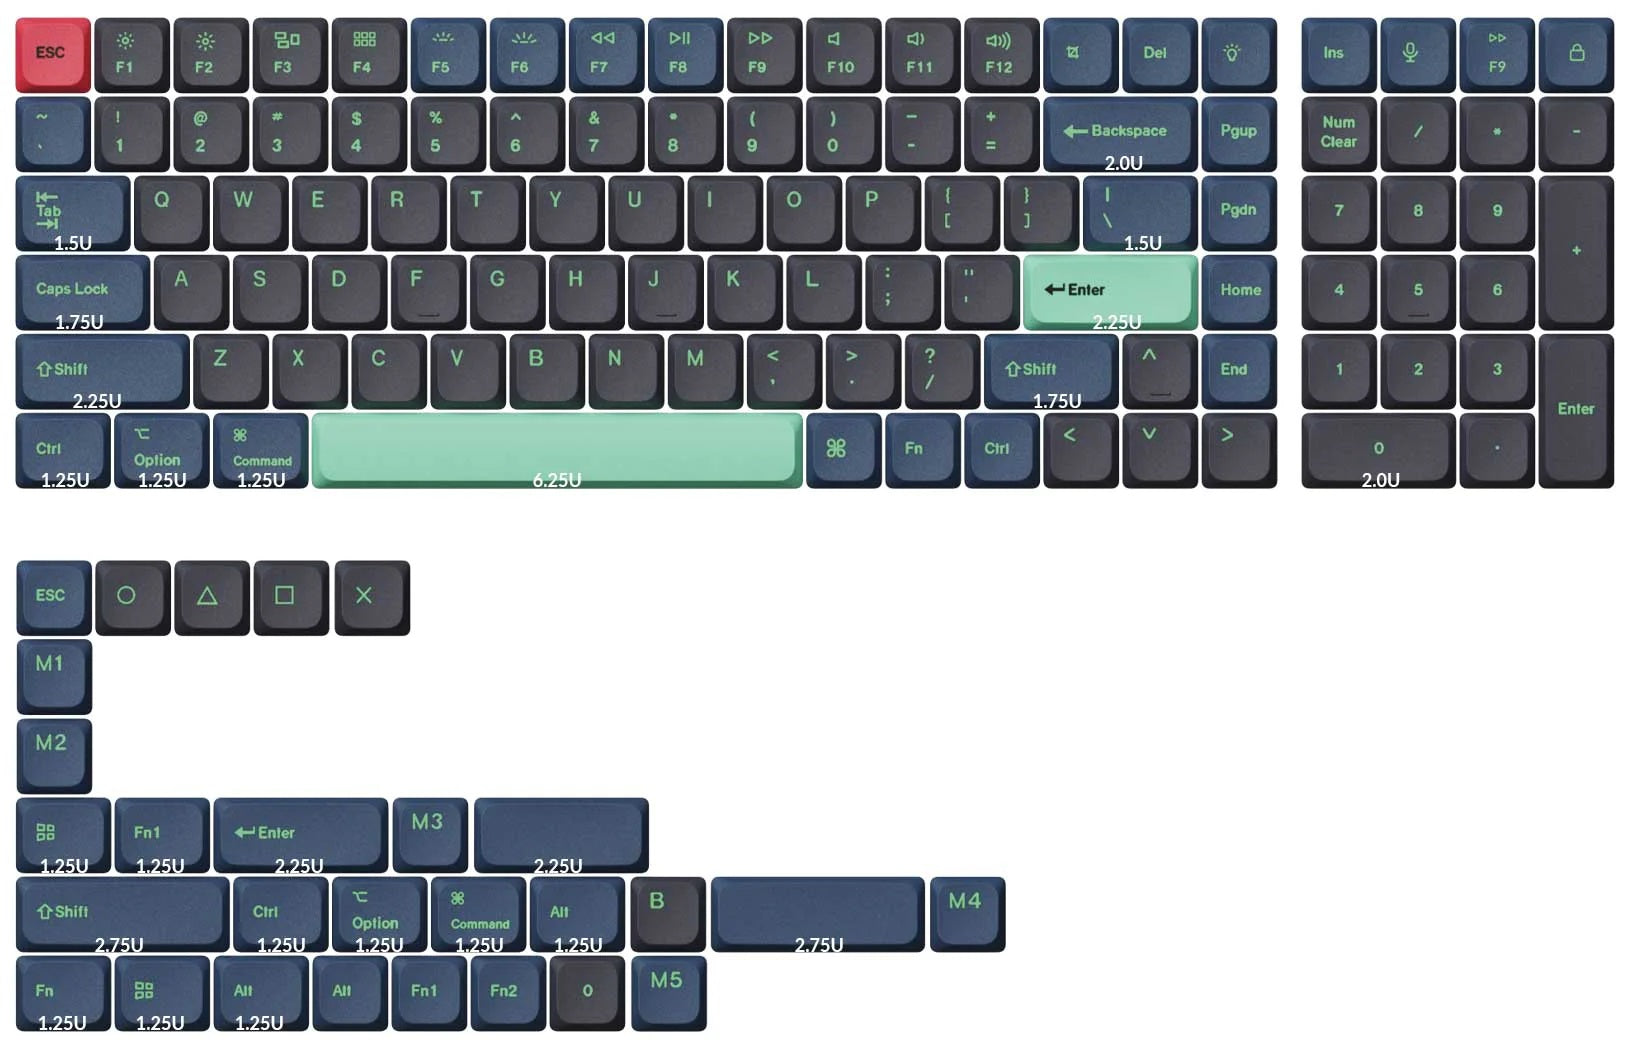 ESC F1 F2 F3 F4 F5 F6 F7 F8 F9 F10 F11 F12 Del Ins F9
~ ` ! 1 @ 2 # 3 $ 4 % 5 ^ 6 & 7 * 8 ( 9 ) 0 — - + = ← Backspace 2.0U Pgup Num Clear / * -
Tab 1.5U Q W E R T Y U I O P { [ } ] | \ 1.5U Pgdn 7 8 9 +
Caps Lock 1.75U A S D F G H J K L : ; " ' Enter 2.25U Home 4 5 6
Shift 2.25U Z X C V B N M < , > . ? / Shift 1.75U ^ End 1 2 3 Enter
Ctrl 1.25U ⌥ Option 1.25U ⌘ Command 1.25U 6.25U ⌘ Fn Ctrl < v > 0 2.0U .
ESC ○ △ □ ×
M1
M2
1.25U Fn1 1.25U Enter 2.25U M3 2.25U
Shift 2.75U Ctrl 1.25U ⌥ Option 1.25U ⌘ Command 1.25U Alt 1.25U B 2.75U M4
Fn 1.25U 1.25U Alt 1.25U Alt Fn1 Fn2 0 M5